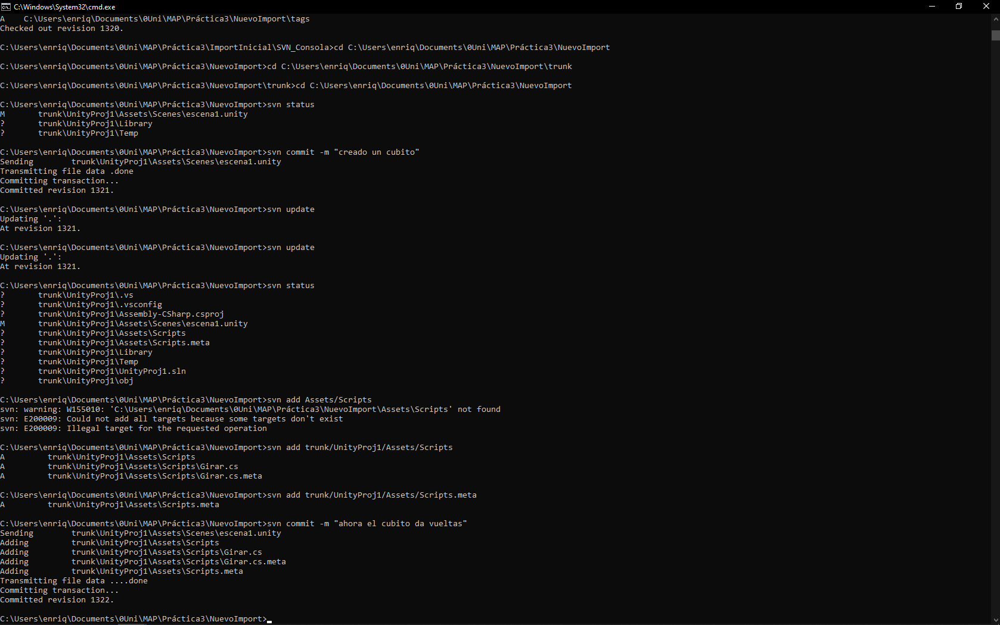 C:\Windows\System32\cmd.exe
A    C:\Users\enriq\Documents\0Uni\MAP\Práctica3\NuevoImport\tags
Checked out revision 1320.
C:\Users\enriq\Documents\0Uni\MAP\Práctica3\ImportInicial\SVN_Consola>cd C:\Users\enriq\Documents\0Uni\MAP\Práctica3\NuevoImport
C:\Users\enriq\Documents\0Uni\MAP\Práctica3\NuevoImport>cd C:\Users\enriq\Documents\0Uni\MAP\Práctica3\NuevoImport\trunk
C:\Users\enriq\Documents\0Uni\MAP\Práctica3\NuevoImport\trunk>cd C:\Users\enriq\Documents\0Uni\MAP\Práctica3\NuevoImport
C:\Users\enriq\Documents\0Uni\MAP\Práctica3\NuevoImport>svn status
M       trunk\UnityProj1\Assets\Scenes\escena1.unity
?       trunk\UnityProj1\Library
?       trunk\UnityProj1\Temp
C:\Users\enriq\Documents\0Uni\MAP\Práctica3\NuevoImport>svn commit -m "creado un cubito"
Sending        trunk\UnityProj1\Assets\Scenes\escena1.unity
Transmitting file data .done
Committing transaction...
Committed revision 1321.
C:\Users\enriq\Documents\0Uni\MAP\Práctica3\NuevoImport>svn update
Updating '.':
At revision 1321.
C:\Users\enriq\Documents\0Uni\MAP\Práctica3\NuevoImport>svn update
Updating '.':
At revision 1321.
C:\Users\enriq\Documents\0Uni\MAP\Práctica3\NuevoImport>svn status
?       trunk\UnityProj1\.vs
?       trunk\UnityProj1\.vsconfig
?       trunk\UnityProj1\Assembly-CSharp.csproj
M       trunk\UnityProj1\Assets\Scenes\escena1.unity
?       trunk\UnityProj1\Assets\Scripts
?       trunk\UnityProj1\Assets\Scripts.meta
?       trunk\UnityProj1\Library
?       trunk\UnityProj1\Temp
?       trunk\UnityProj1\UnityProj1.sln
?       trunk\UnityProj1\obj
C:\Users\enriq\Documents\0Uni\MAP\Práctica3\NuevoImport>svn add Assets/Scripts
svn: warning: W155010: 'C:\Users\enriq\Documents\0Uni\MAP\Práctica3\NuevoImport\Assets\Scripts' not found
svn: E200009: Could not add all targets because some targets don't exist
svn: E200009: Illegal target for the requested operation
C:\Users\enriq\Documents\0Uni\MAP\Práctica3\NuevoImport>svn add trunk/UnityProj1/Assets/Scripts
A         trunk\UnityProj1\Assets\Scripts
A         trunk\UnityProj1\Assets\Scripts\Girar.cs
A         trunk\UnityProj1\Assets\Scripts\Girar.cs.meta
C:\Users\enriq\Documents\0Uni\MAP\Práctica3\NuevoImport>svn add trunk/UnityProj1/Assets/Scripts.meta
A         trunk\UnityProj1\Assets\Scripts.meta
C:\Users\enriq\Documents\0Uni\MAP\Práctica3\NuevoImport>svn commit -m "ahora el cubito da vueltas"
Sending        trunk\UnityProj1\Assets\Scenes\escena1.unity
Adding         trunk\UnityProj1\Assets\Scripts
Adding         trunk\UnityProj1\Assets\Scripts\Girar.cs
Adding         trunk\UnityProj1\Assets\Scripts\Girar.cs.meta
Adding         trunk\UnityProj1\Assets\Scripts.meta
Transmitting file data ....done
Committing transaction...
Committed revision 1322.
C:\Users\enriq\Documents\0Uni\MAP\Práctica3\NuevoImport>